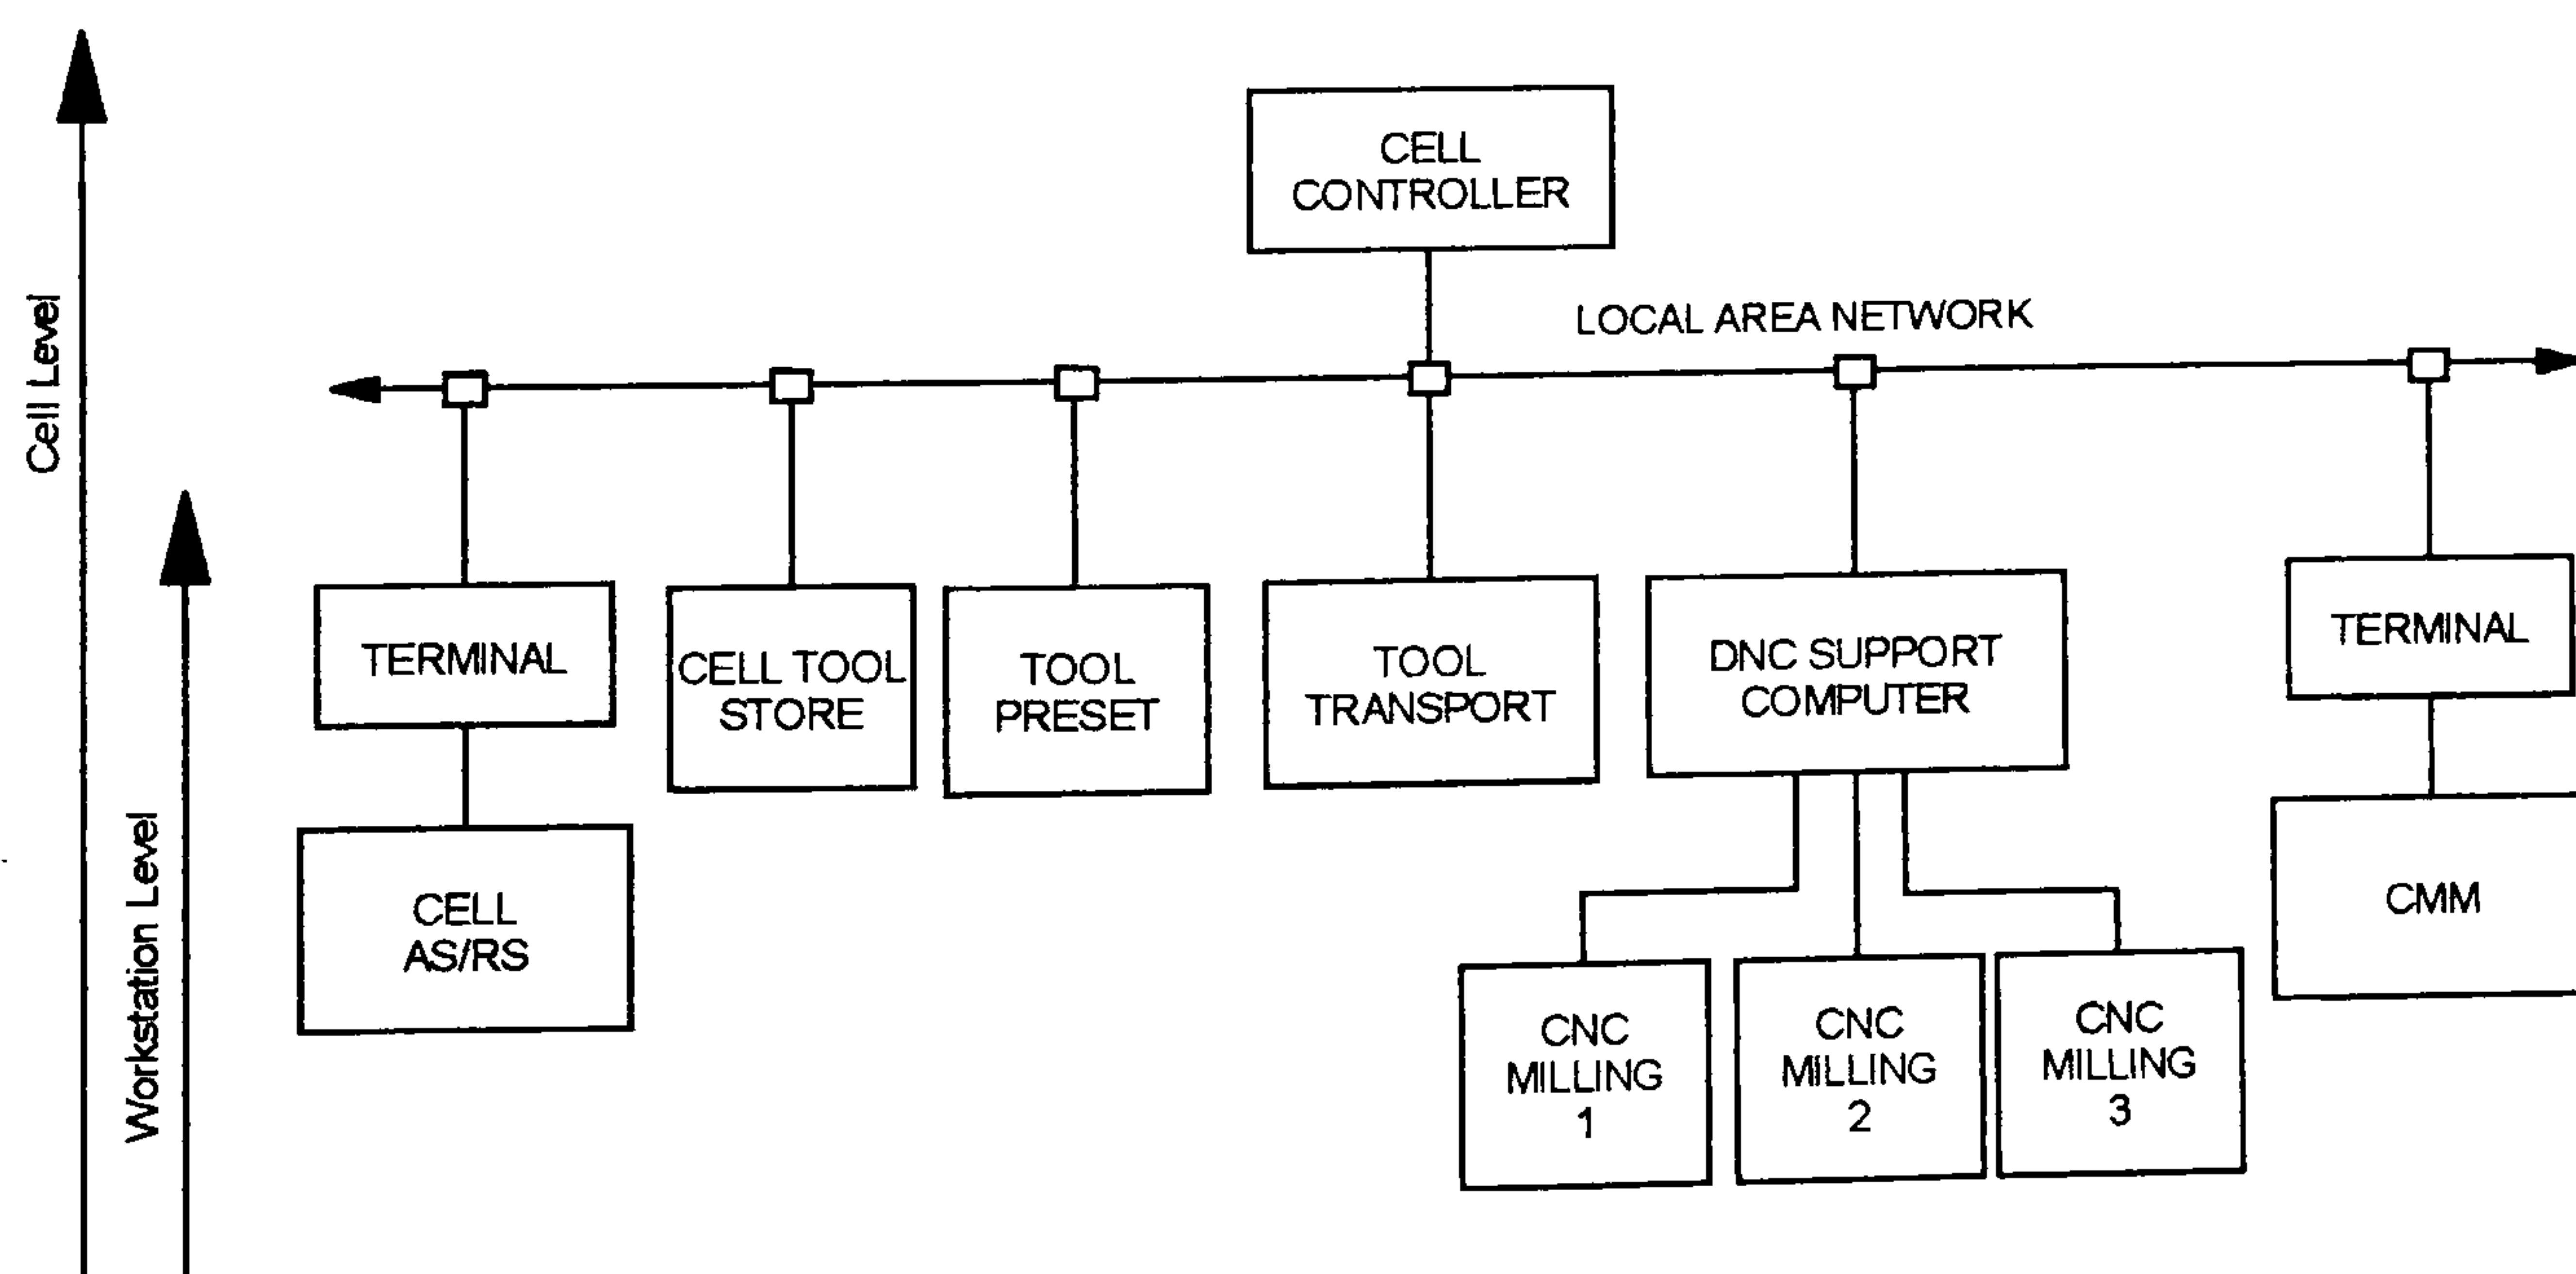 CELL
CONTROLLER
LOCAL AREA NETWORK
Cell Level
Workstation Level
TERMINAL
CELL TOOL
STORE
TOOL
PRESET
TOOL
TRANSPORT
DNC SUPPORT
COMPUTER
TERMINAL
CELL
AS/RS
CMM
CNC
MILLING
1
CNC
MILLING
2
CNC
MILLING
3